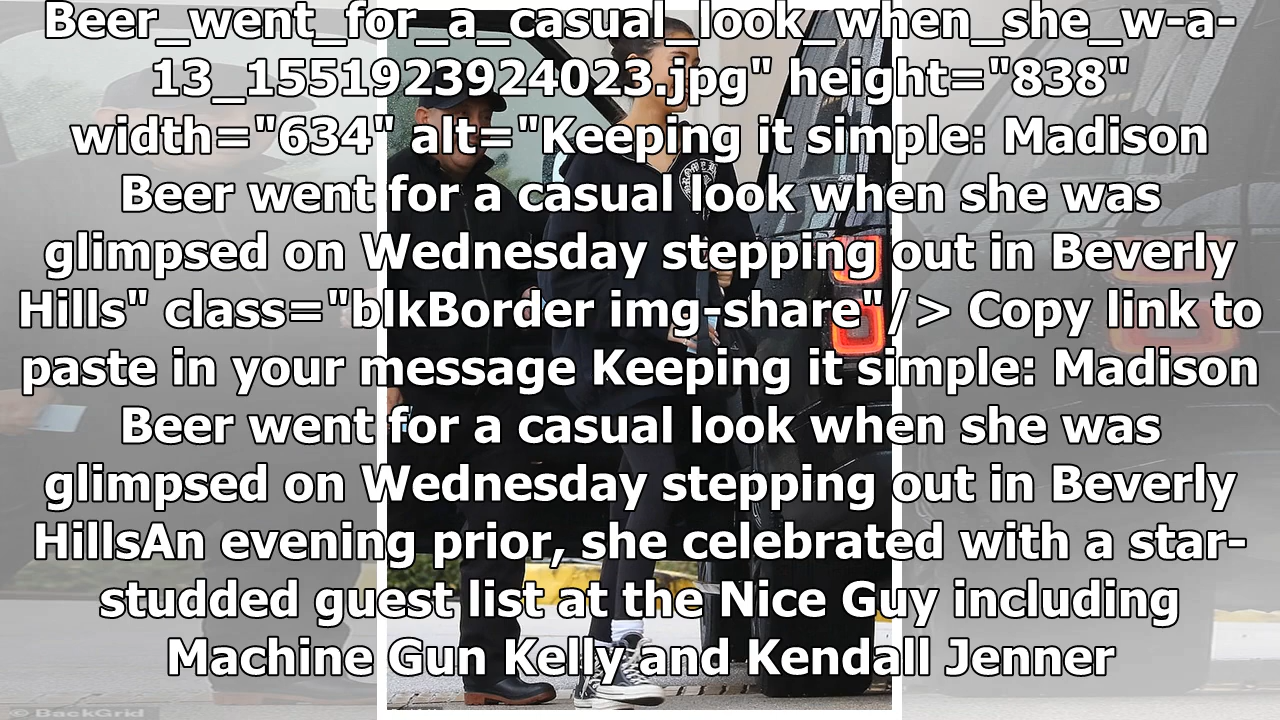 Beer_went_for_a_casual_look_when_she_w-a-
13_1551923924023.jpg" height="838"
width="634" alt="Keeping it simple: Madison
Beer went for a casual look when she was
glimpsed on Wednesday stepping out in Beverly
Hills" class="blkBorder img-share"/> Copy link to
paste in your message Keeping it simple: Madison
Beer went for a casual look when she was
glimpsed on Wednesday stepping out in Beverly
HillsAn evening prior, she celebrated with a star-
studded guest list at the Nice Guy including
Machine Gun Kelly and Kendall Jenner
© BackGrid